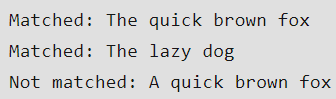 Matched: The quick brown fox
Matched: The lazy dog
Not matched: A quick brown fox